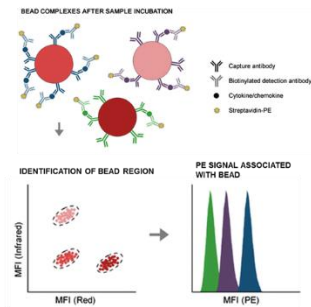 BEAD COMPLEXES AFTER SAMPLE INCUBATION
Capture antibody
Biotinylated detection antibody
Cytokine/chemokine
Streptavidin-PE
IDENTIFICATION OF BEAD REGION
PE SIGNAL ASSOCIATED
WITH BEAD
MFI (Infrared)
MFI (Red)
MFI (PE)